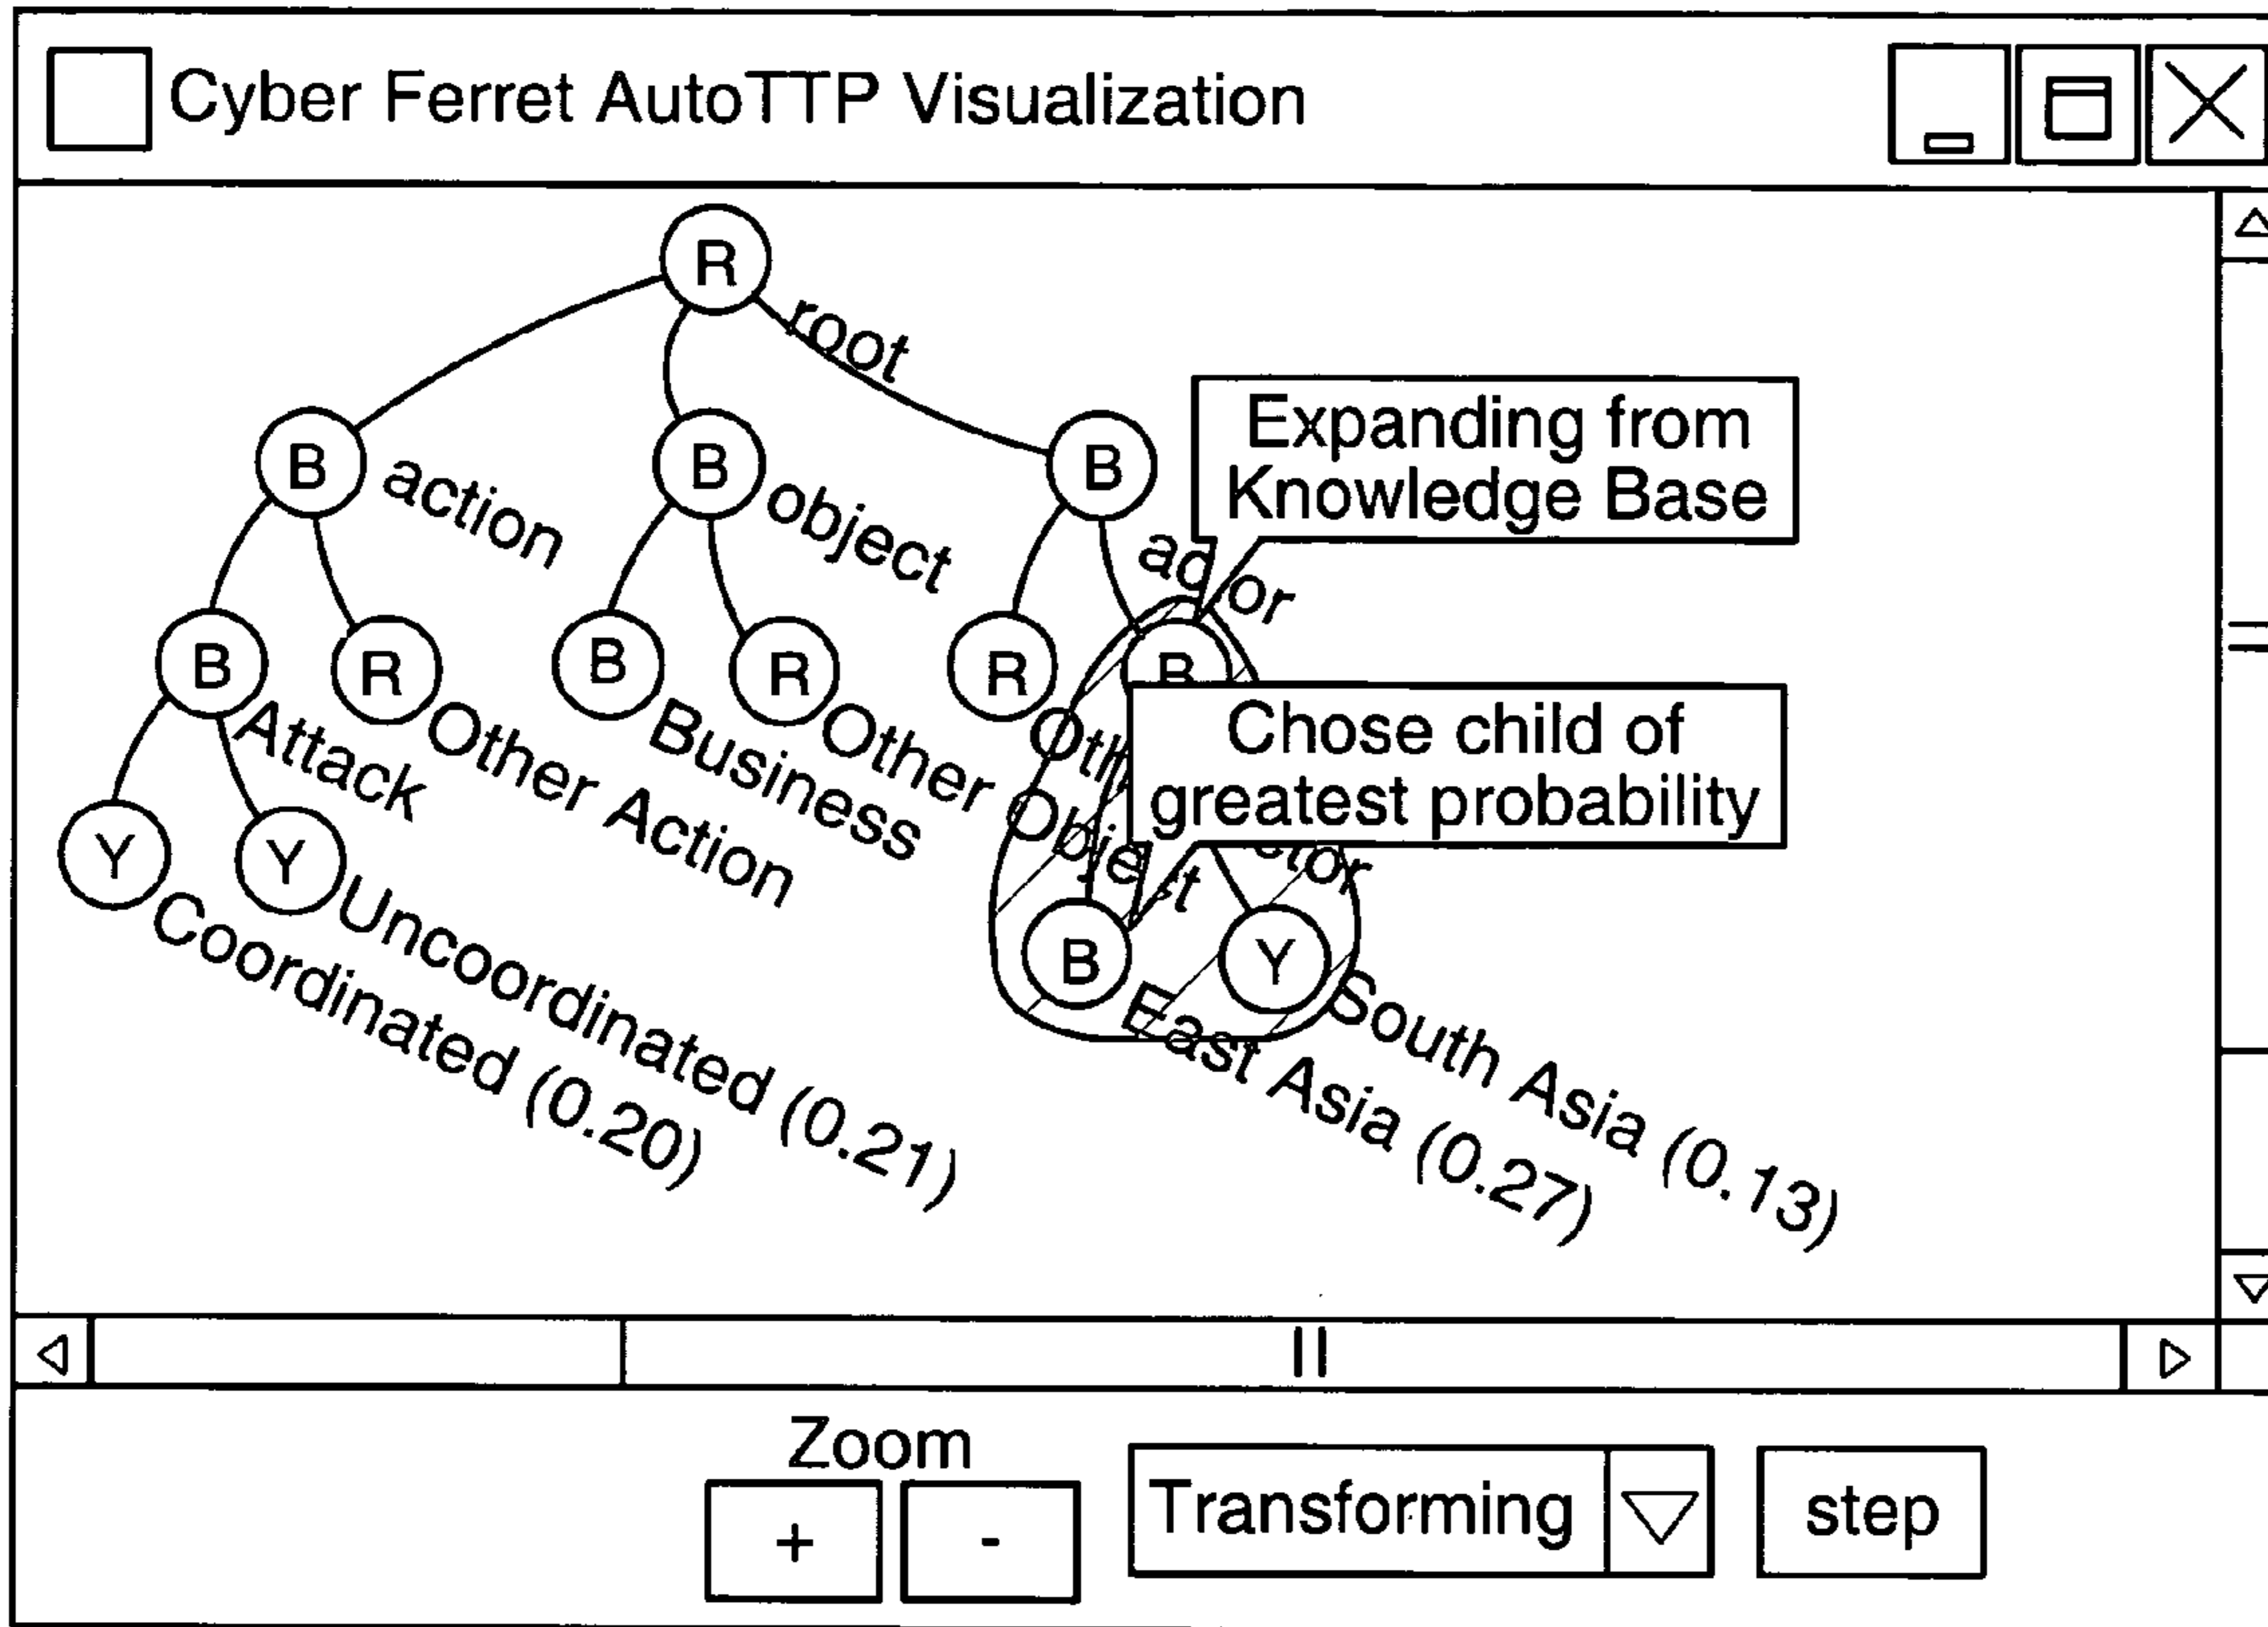 Cyber Ferret AutoTTP Visualization
R
root
B
action
B
object
B
Expanding from
Knowledge Base
B
Attack
R
Other Action
B
Business
R
Other Object
R
Chose child of
greatest probability
Y
Coordinated (0.20)
Y
Uncoordinated (0.21)
B
East Asia (0.27)
Y
South Asia (0.13)
Zoom
+
-
Transforming
step